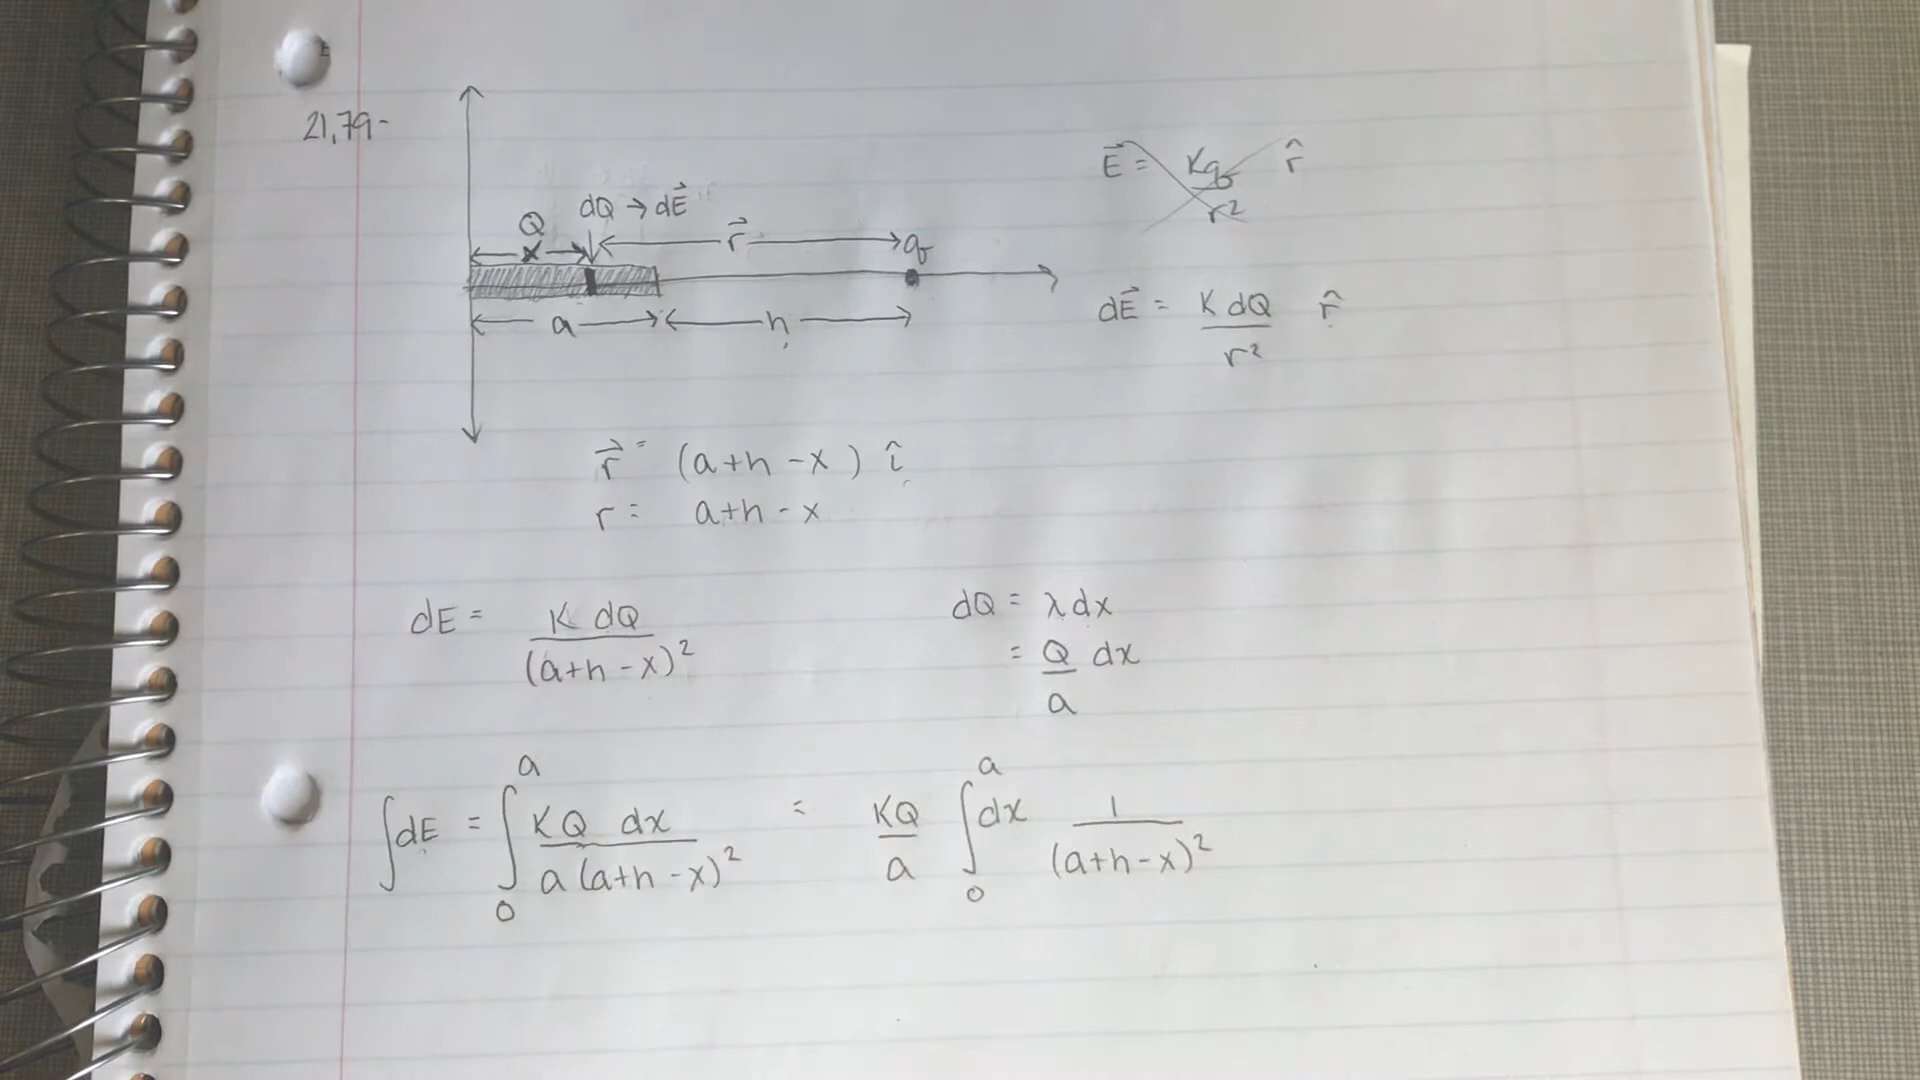 21.79-
E⃗ = Kq/r² r̂
Q
dQ → dE⃗
x
r⃗
q
a
h
dE⃗ = K dQ/r² r̂
r⃗ = (a+h-x) î
r = a+h-x
dE = K dQ/(a+h-x)²
dQ = λdx
= Q/a dx
∫dE = ∫₀ᵃ KQ dx/a(a+h-x)² = KQ/a ∫₀ᵃ dx 1/(a+h-x)²